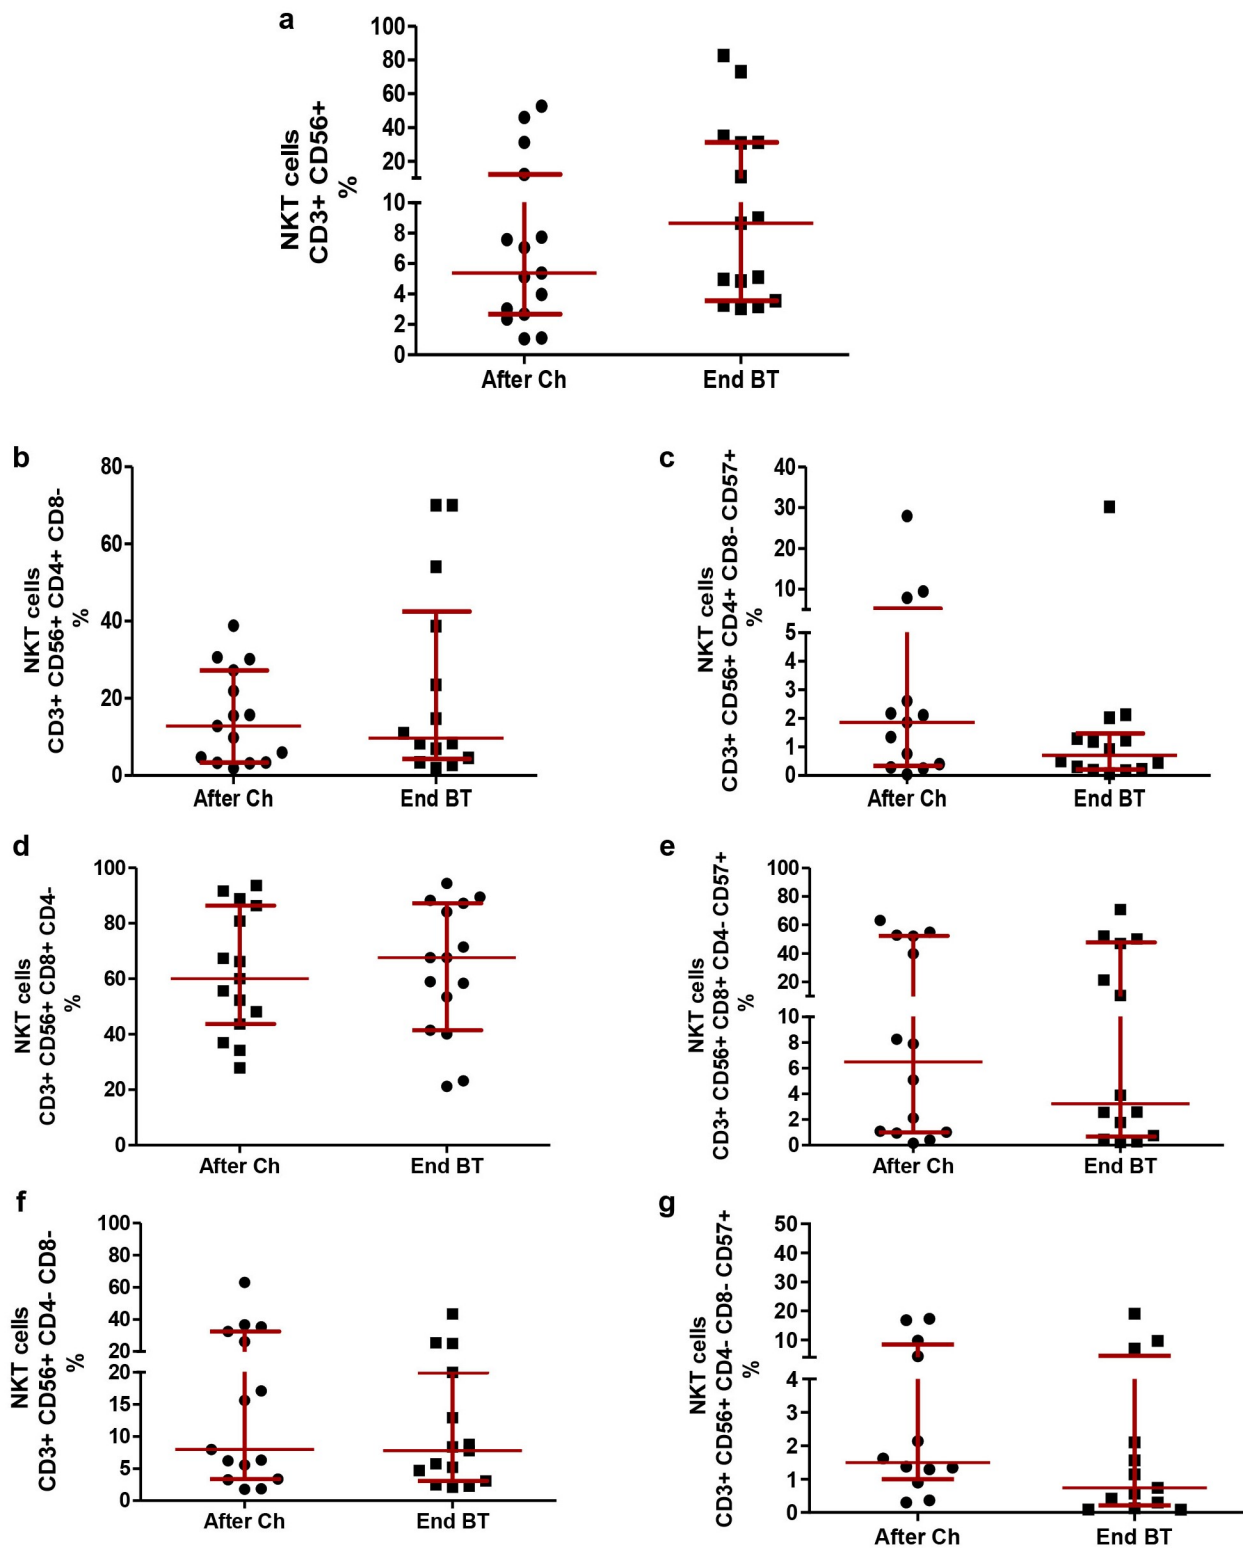 a
NKT cells
CD3+ CD56+
%
100
80
60
40
20
10
8
6
4
2
0
After Ch
End BT
b
NKT cells
CD3+ CD56+ CD4+ CD8-
%
80
60
40
20
0
After Ch
End BT
c
NKT cells
CD3+ CD56+ CD4+ CD8- CD57+
%
40
30
20
10
5
4
3
2
1
0
After Ch
End BT
d
NKT cells
CD3+ CD56+ CD8+ CD4-
%
100
80
60
40
20
0
After Ch
End BT
e
NKT cells
CD3+ CD56+ CD8+ CD4- CD57+
%
100
80
60
40
20
10
8
6
4
2
0
After Ch
End BT
f
NKT cells
CD3+ CD56+ CD4- CD8-
%
100
80
60
40
20
20
15
10
5
0
After Ch
End BT
g
NKT cells
CD3+ CD56+ CD4- CD8- CD57+
%
50
40
30
20
10
4
3
2
1
0
After Ch
End BT